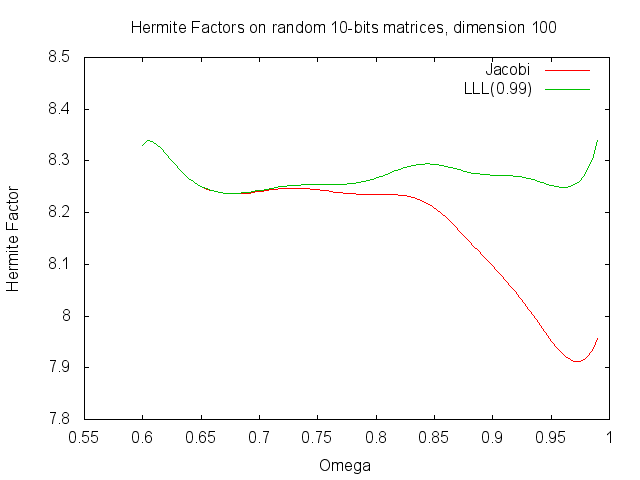 Hermite Factors on random 10-bits matrices, dimension 100
8.5
8.4
8.3
8.2
8.1
8
7.9
7.8
Hermite Factor
Jacobi
LLL(0.99)
0.55 0.6 0.65 0.7 0.75 0.8 0.85 0.9 0.95 1
Omega